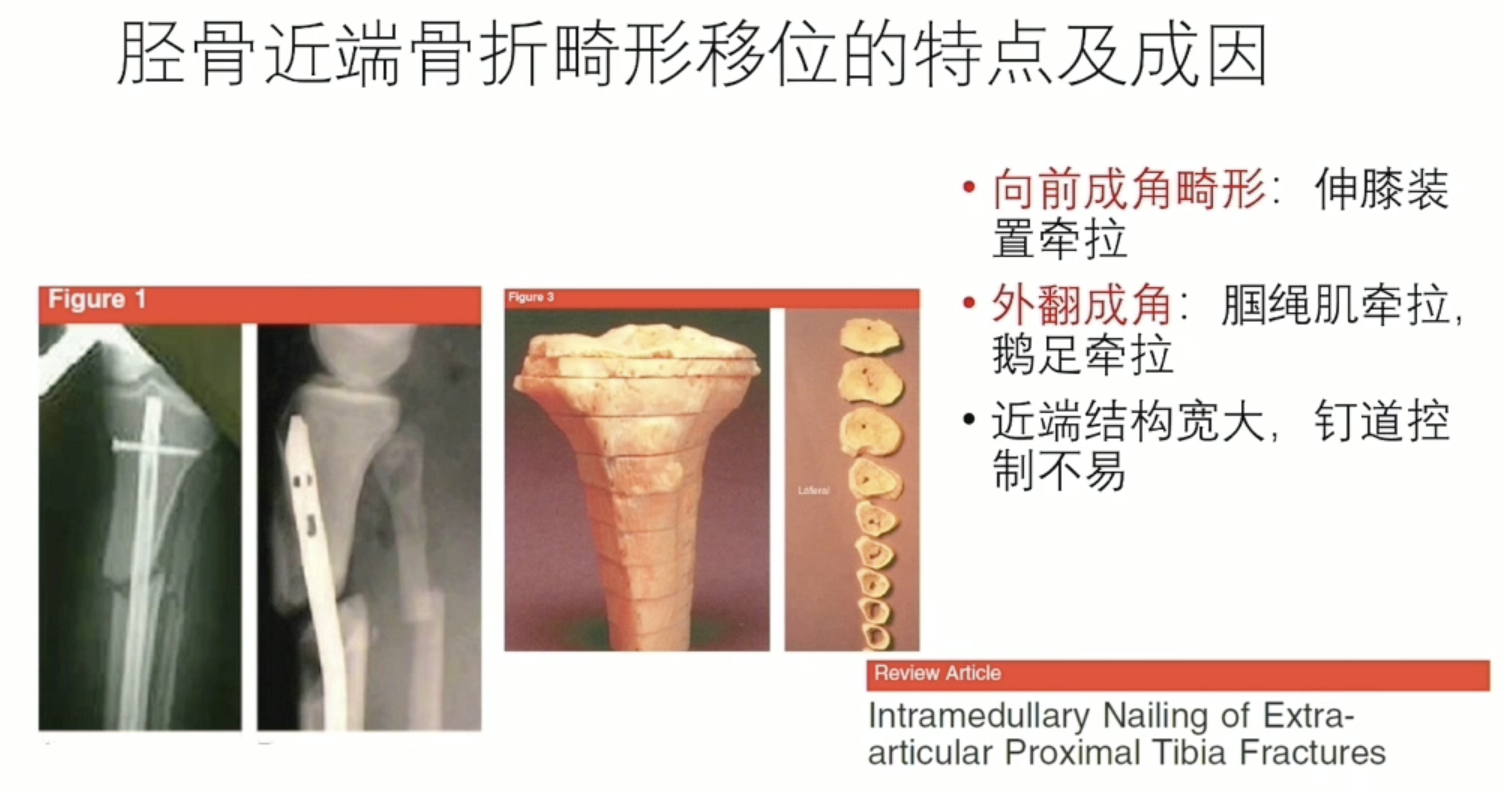 胫骨近端骨折畸形移位的特点及成因
• 向前成角畸形：伸膝装
置牵拉
• 外翻成角：腘绳肌牵拉，
鹅足牵拉
• 近端结构宽大，钉道控
制不易
Figure 1
Figure 3
Lateral
Review Article
Intramedullary Nailing of Extra-
articular Proximal Tibia Fractures